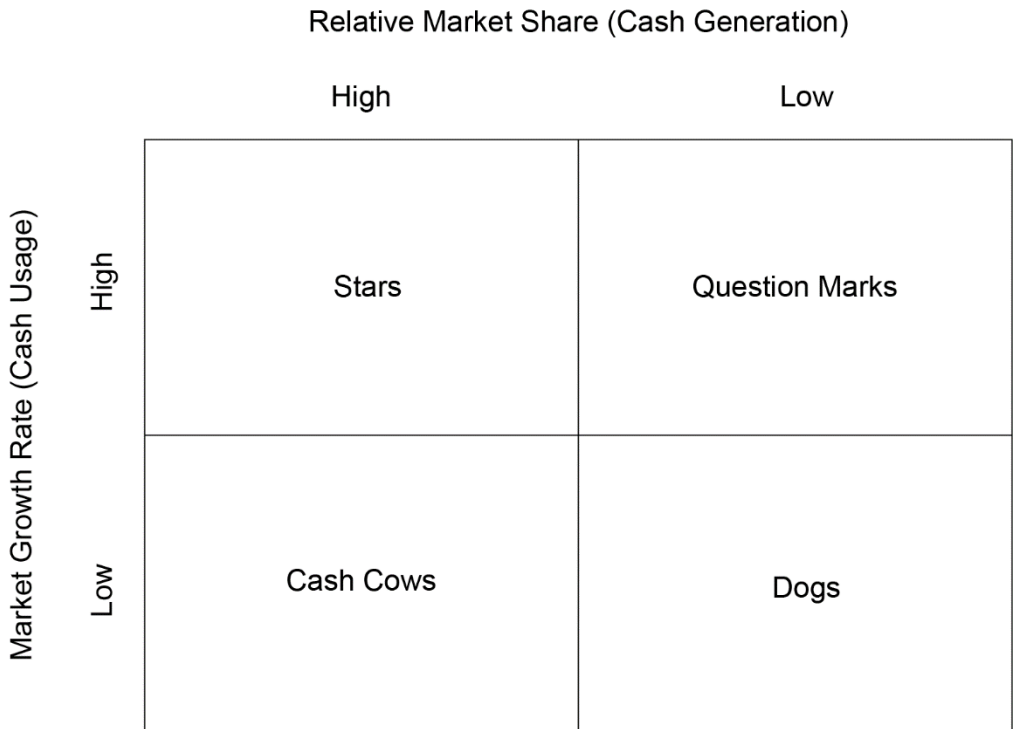 Relative Market Share (Cash Generation)
High
Low
Market Growth Rate (Cash Usage)
High
Stars
Question Marks
Low
Cash Cows
Dogs